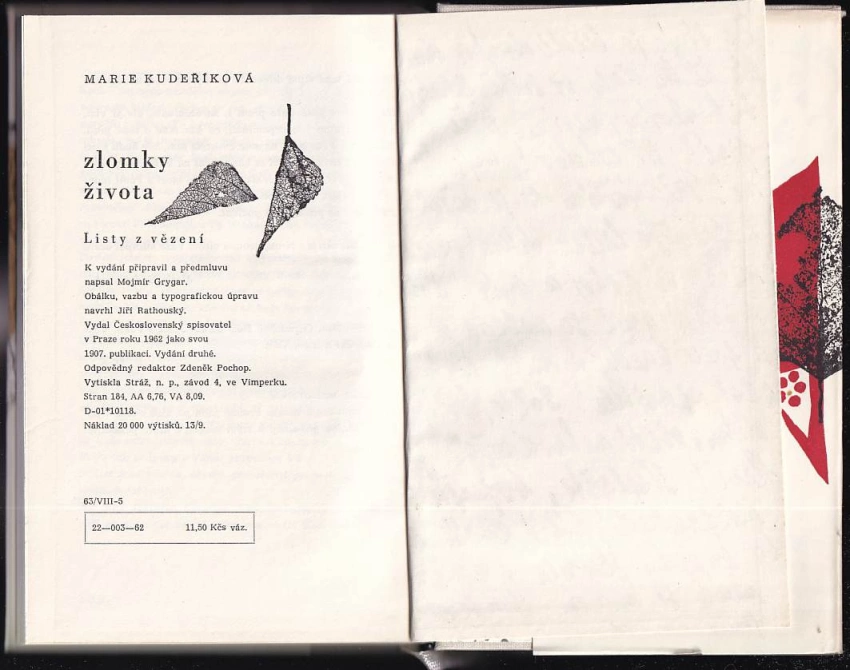 MARIE KUDEŘÍKOVÁ
zlomky
života
Listy z vězení
K vydání připravil a předmluvu
napsal Mojmír Grygar.
Obálku, vazbu a typografickou úpravu
navrhl Jiří Rathouský.
Vydal Československý spisovatel
v Praze roku 1962 jako svou
1907. publikaci. Vydání druhé.
Odpovědný redaktor Zdeněk Pochop.
Vytiskla Stráž, n. p., závod 4, ve Vimperku.
Stran 184, AA 6,76, VA 8,09.
D-01*10118.
Náklad 20 000 výtisků. 13/9.
63/VIII-5
22—003—62 11,50 Kčs váz.